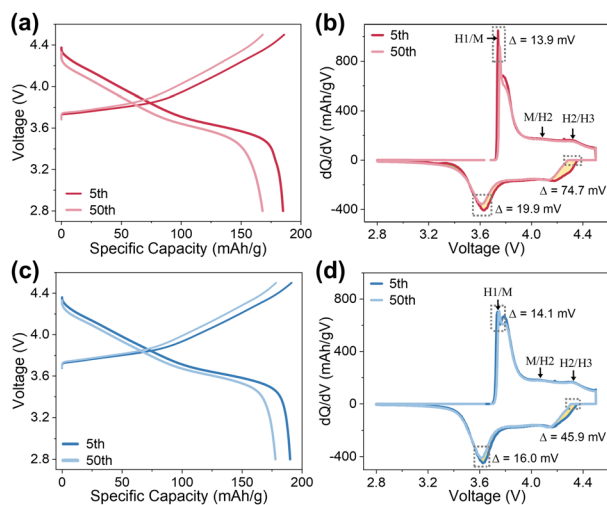 (a)
4.4
4.0
3.6
3.2
2.8
Voltage (V)
5th
50th
0 50 100 150 200
Specific Capacity (mAh/g)
(b)
5th
50th
H1/M
Δ = 13.9 mV
M/H2
H2/H3
Δ = 74.7 mV
Δ = 19.9 mV
800
400
0
-400
dQ/dV (mAh/gV)
2.8 3.6 4.0 4.4
Voltage (V)
(c)
4.4
4.0
3.6
3.2
2.8
Voltage (V)
5th
50th
0 50 100 150 200
Specific Capacity (mAh/g)
(d)
5th
50th
H1/M
Δ = 14.1 mV
M/H2
H2/H3
Δ = 45.9 mV
Δ = 16.0 mV
800
400
0
-400
dQ/dV (mAh/gV)
2.8 3.2 3.6 4.0 4.4
Voltage (V)